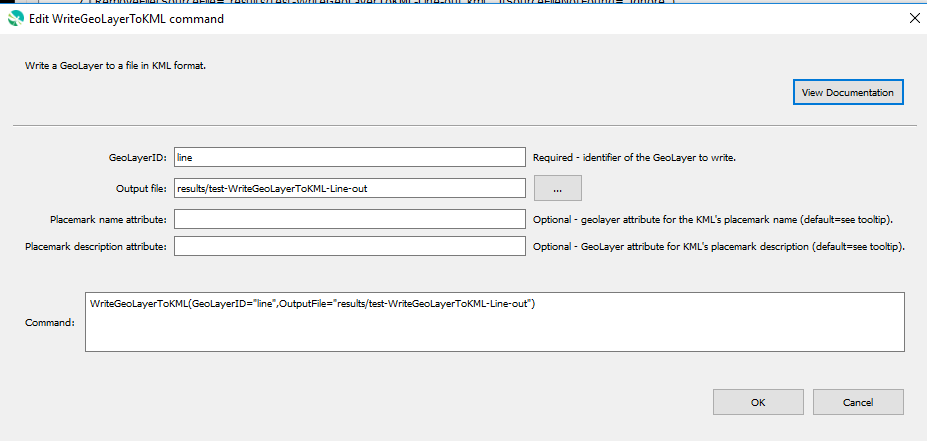 Edit WriteGeoLayerToKML command
Write a GeoLayer to a file in KML format.
View Documentation
GeoLayerID: line Required - identifier of the GeoLayer to write.
Output file: results/test-WriteGeoLayerToKML-Line-out ...
Placemark name attribute: Optional - geolayer attribute for the KML's placemark name (default=see tooltip).
Placemark description attribute: Optional - GeoLayer attribute for KML's placemark description (default=see tooltip).
Command: WriteGeoLayerToKML(GeoLayerID="line",OutputFile="results/test-WriteGeoLayerToKML-Line-out")
OK Cancel